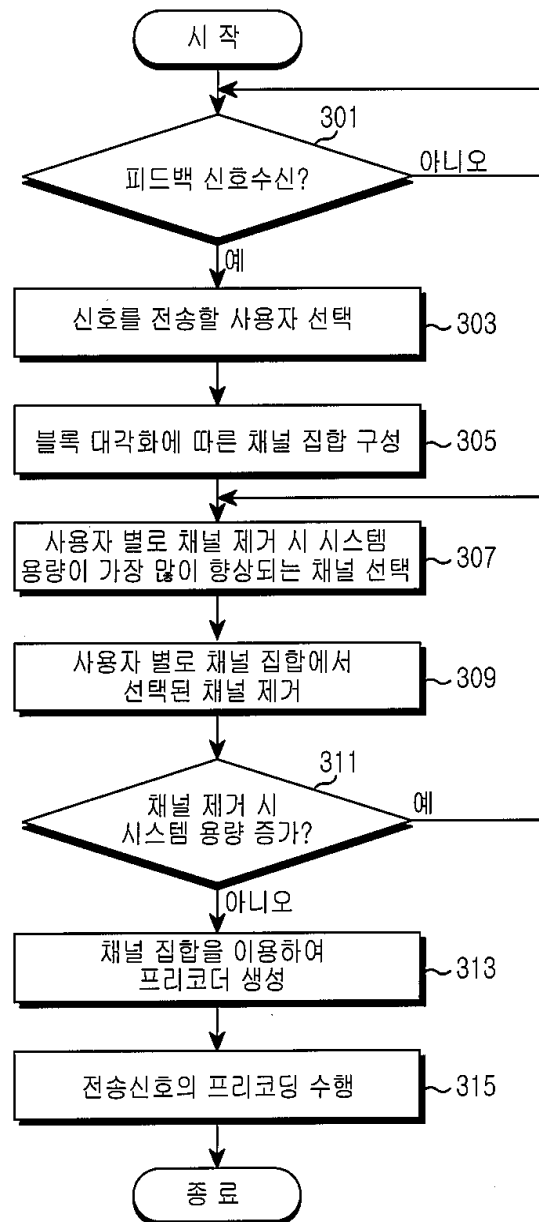 시 작
301
피드백 신호수신?
아니오
예
신호를 전송할 사용자 선택
303
블록 대각화에 따른 채널 집합 구성
305
사용자 별로 채널 제거 시 시스템
용량이 가장 많이 향상되는 채널 선택
307
사용자 별로 채널 집합에서
선택된 채널 제거
309
311
채널 제거 시
시스템 용량 증가?
예
아니오
채널 집합을 이용하여
프리코더 생성
313
전송신호의 프리코딩 수행
315
종 료